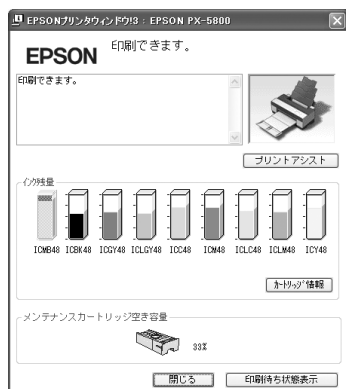 EPSONプリンタウィンドウ!3 : EPSON PX-5800
EPSON
印刷できます。
印刷できます。
プリントアシスト
インク残量
ICMB48 ICBK48 ICGY48 ICLGY48 ICC48 ICM48 ICLC48 ICLM48 ICY48
カートリッジ情報
メンテナンスカートリッジ空き容量
33%
閉じる
印刷待ち状態表示